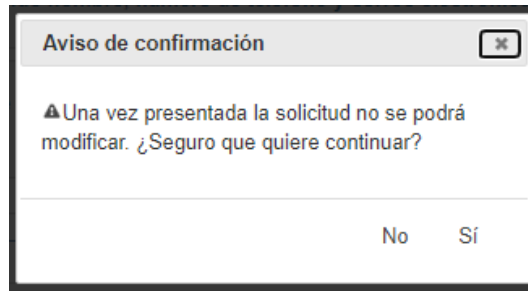 Aviso de confirmación
Una vez presentada la solicitud no se podrá
modificar. ¿Seguro que quiere continuar?
No Sí